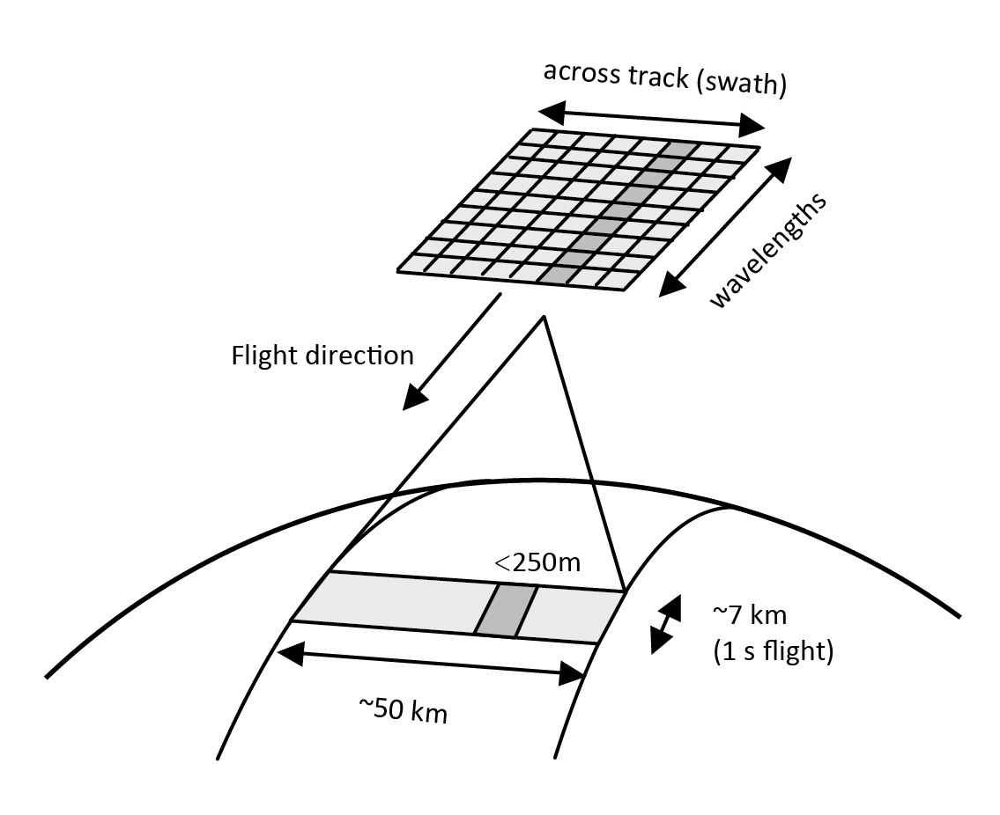 across track (swath)
wavelengths
Flight direction
<250m
~7 km
(1 s flight)
~50 km